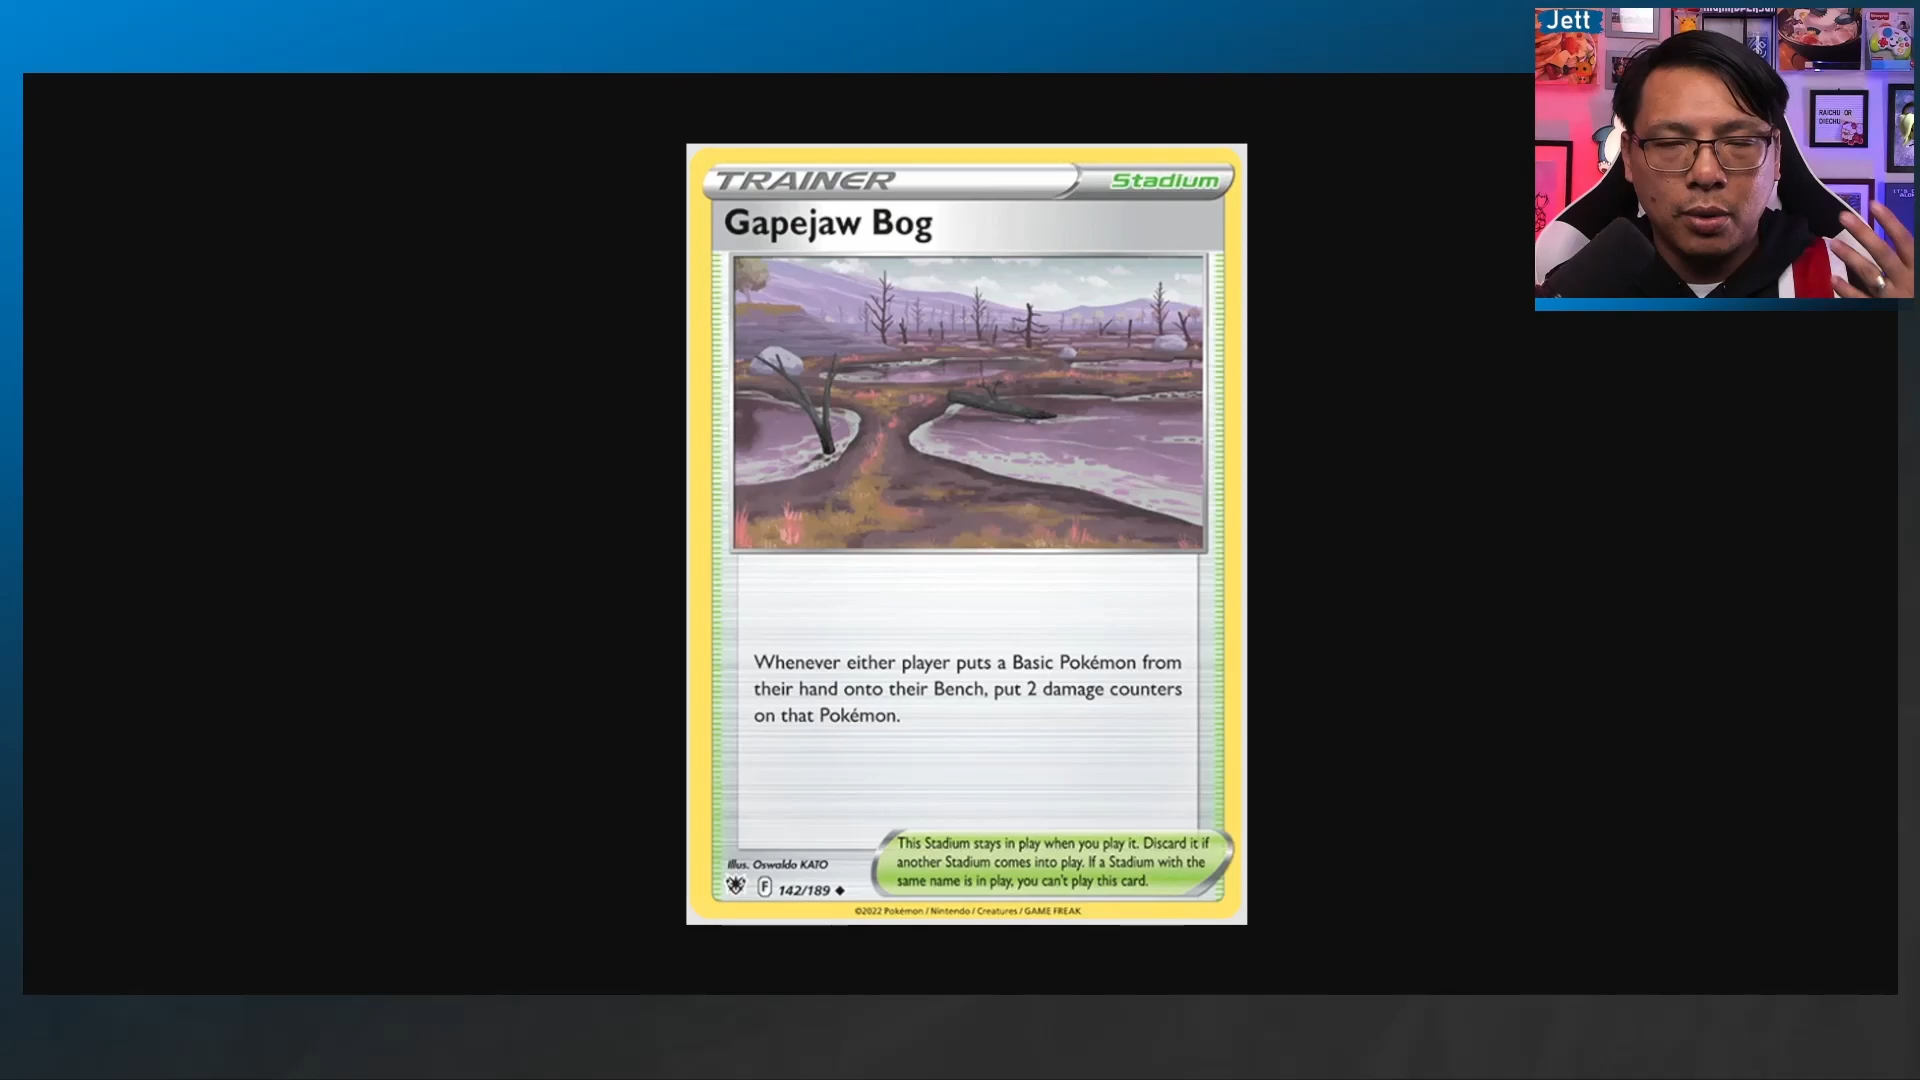 TRAINER
Stadium
Gapejaw Bog
Whenever either player puts a Basic Pokémon from
their hand onto their Bench, put 2 damage counters
on that Pokémon.
This Stadium stays in play when you play it. Discard it if
another Stadium comes into play. If a Stadium with the
same name is in play, you can't play this card.
Illus. Oswaldo KATO
F 142/189
©2022 Pokémon / Nintendo / Creatures / GAME FREAK
Jett
RAICHU OR
DIECHU